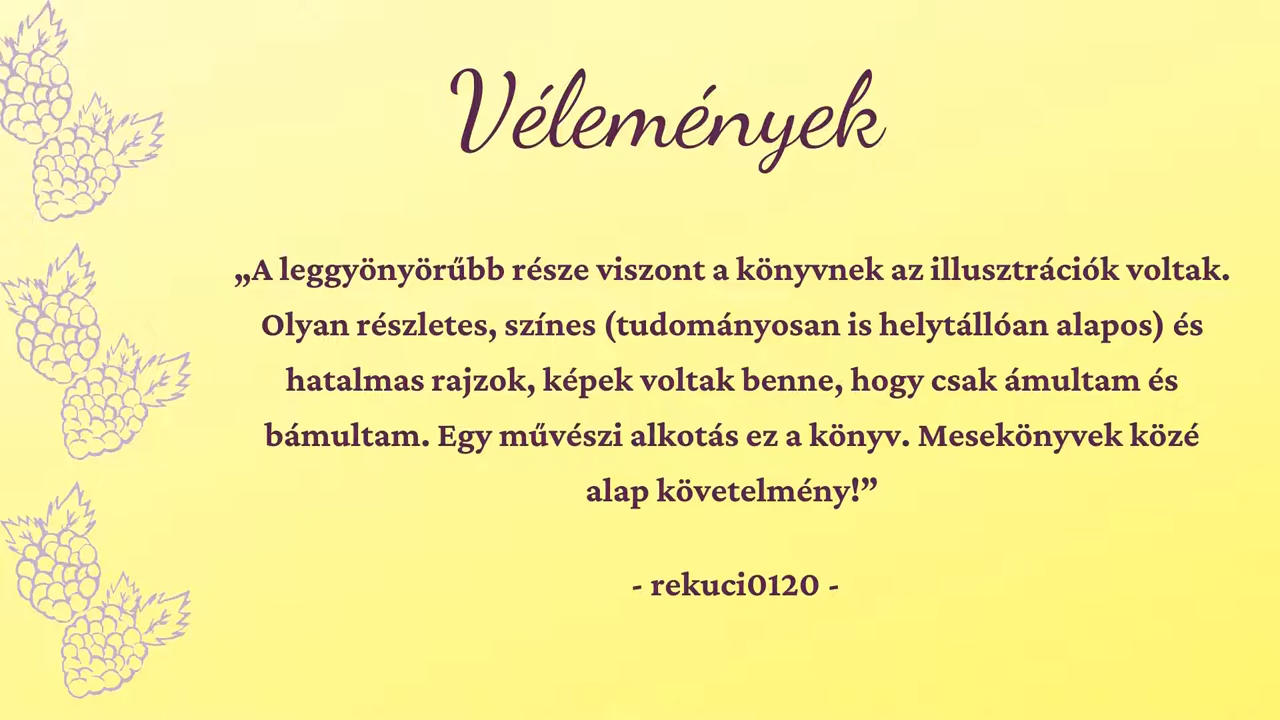 Vélemények
„A leggyönyörűbb része viszont a könyvnek az illusztrációk voltak.
Olyan részletes, színes (tudományosan is helytállóan alapos) és
hatalmas rajzok, képek voltak benne, hogy csak ámultam és
bámultam. Egy művészi alkotás ez a könyv. Mesekönyvek közé
alap követelmény!”
- rekuci0120 -